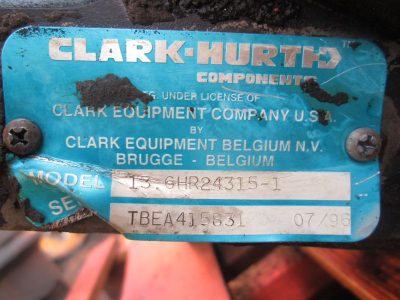 CLARK-HURTH
COMPONENTS
UNDER LICENSE OF
CLARK EQUIPMENT COMPANY U.S.A.
BY
CLARK EQUIPMENT BELGIUM N.V.
BRUGGE - BELGIUM
MODEL 13.6HR24315-1
TBEA415831 07/96